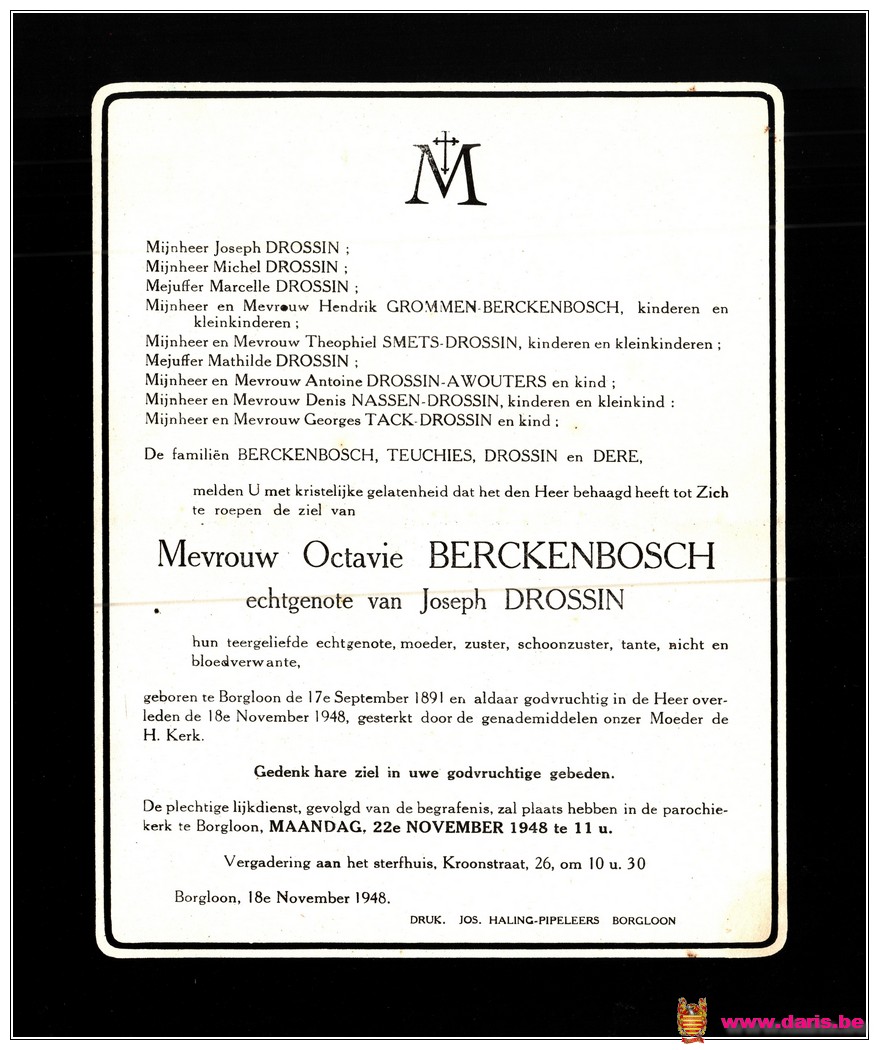 M
Mijnheer Joseph DROSSIN ;
Mijnheer Michel DROSSIN ;
Mejuffer Marcelle DROSSIN ;
Mijnheer en Mevrouw Hendrik GROMMEN-BERCKENBOSCH, kinderen en
kleinkinderen ;
Mijnheer en Mevrouw Theophiel SMETS-DROSSIN, kinderen en kleinkinderen ;
Mejuffer Mathilde DROSSIN ;
Mijnheer en Mevrouw Antoine DROSSIN-AWOUTERS en kind ;
Mijnheer en Mevrouw Denis NASSEN-DROSSIN, kinderen en kleinkind :
Mijnheer en Mevrouw Georges TACK-DROSSIN en kind ;
De familiën BERCKENBOSCH, TEUCHIES, DROSSIN en DERE,
melden U met kristelijke gelatenheid dat het den Heer behaagd heeft tot Zich
te roepen de ziel van
Mevrouw Octavie BERCKENBOSCH
echtgenote van Joseph DROSSIN
hun teergeliefde echtgenote, moeder, zuster, schoonzuster, tante, nicht en
bloedverwante,
geboren te Borgloon de 17e September 1891 en aldaar godvruchtig in de Heer over-
leden de 18e November 1948, gesterkt door de genademiddelen onzer Moeder de
H. Kerk.
Gedenk hare ziel in uwe godvruchtige gebeden.
De plechtige lijkdienst, gevolgd van de begrafenis, zal plaats hebben in de parochie-
kerk te Borgloon, MAANDAG, 22e NOVEMBER 1948 te 11 u.
Vergadering aan het sterfhuis, Kroonstraat, 26, om 10 u. 30
Borgloon, 18e November 1948.
DRUK. JOS. HALING-PIPELEERS BORGLOON
www.daris.be